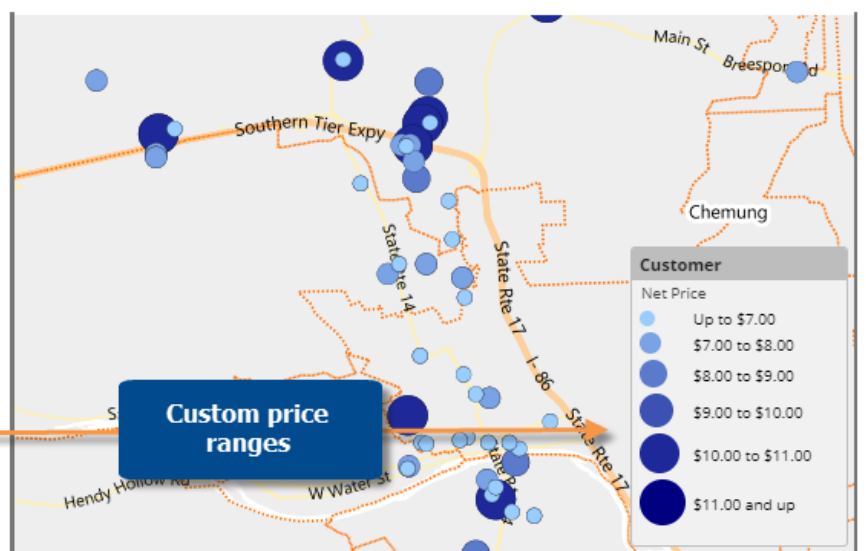 Main St
Breesport Rd
Southern Tier Expy
Chemung
State Rte 14
State Rte 17
I- 86
Customer
Net Price
Up to $7.00
$7.00 to $8.00
$8.00 to $9.00
$9.00 to $10.00
$10.00 to $11.00
$11.00 and up
Custom price
ranges
State Rte 17
W Water St
Hendy Hollow Rd